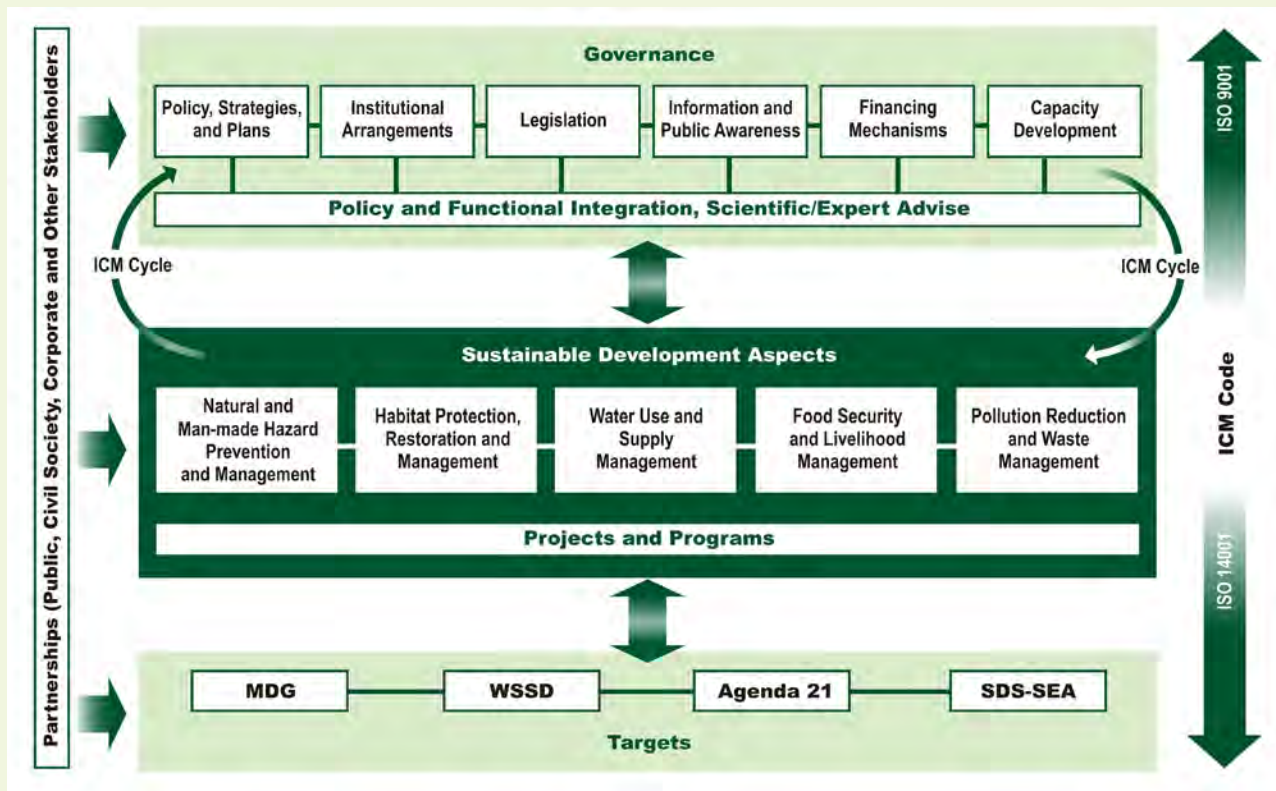 Partnerships (Public, Civil Society, Corporate and Other Stakeholders
Governance
Policy, Strategies,
and Plans
Institutional
Arrangements
Legislation
Information and
Public Awareness
Financing
Mechanisms
Capacity
Development
Policy and Functional Integration, Scientific/Expert Advise
ICM Cycle
ICM Cycle
Sustainable Development Aspects
Natural and
Man-made Hazard
Prevention
and Management
Habitat Protection,
Restoration and
Management
Water Use and
Supply
Management
Food Security
and Livelihood
Management
Pollution Reduction
and Waste
Management
Projects and Programs
MDG
WSSD
Agenda 21
SDS-SEA
Targets
ISO 9001
ICM Code
ISO 14001